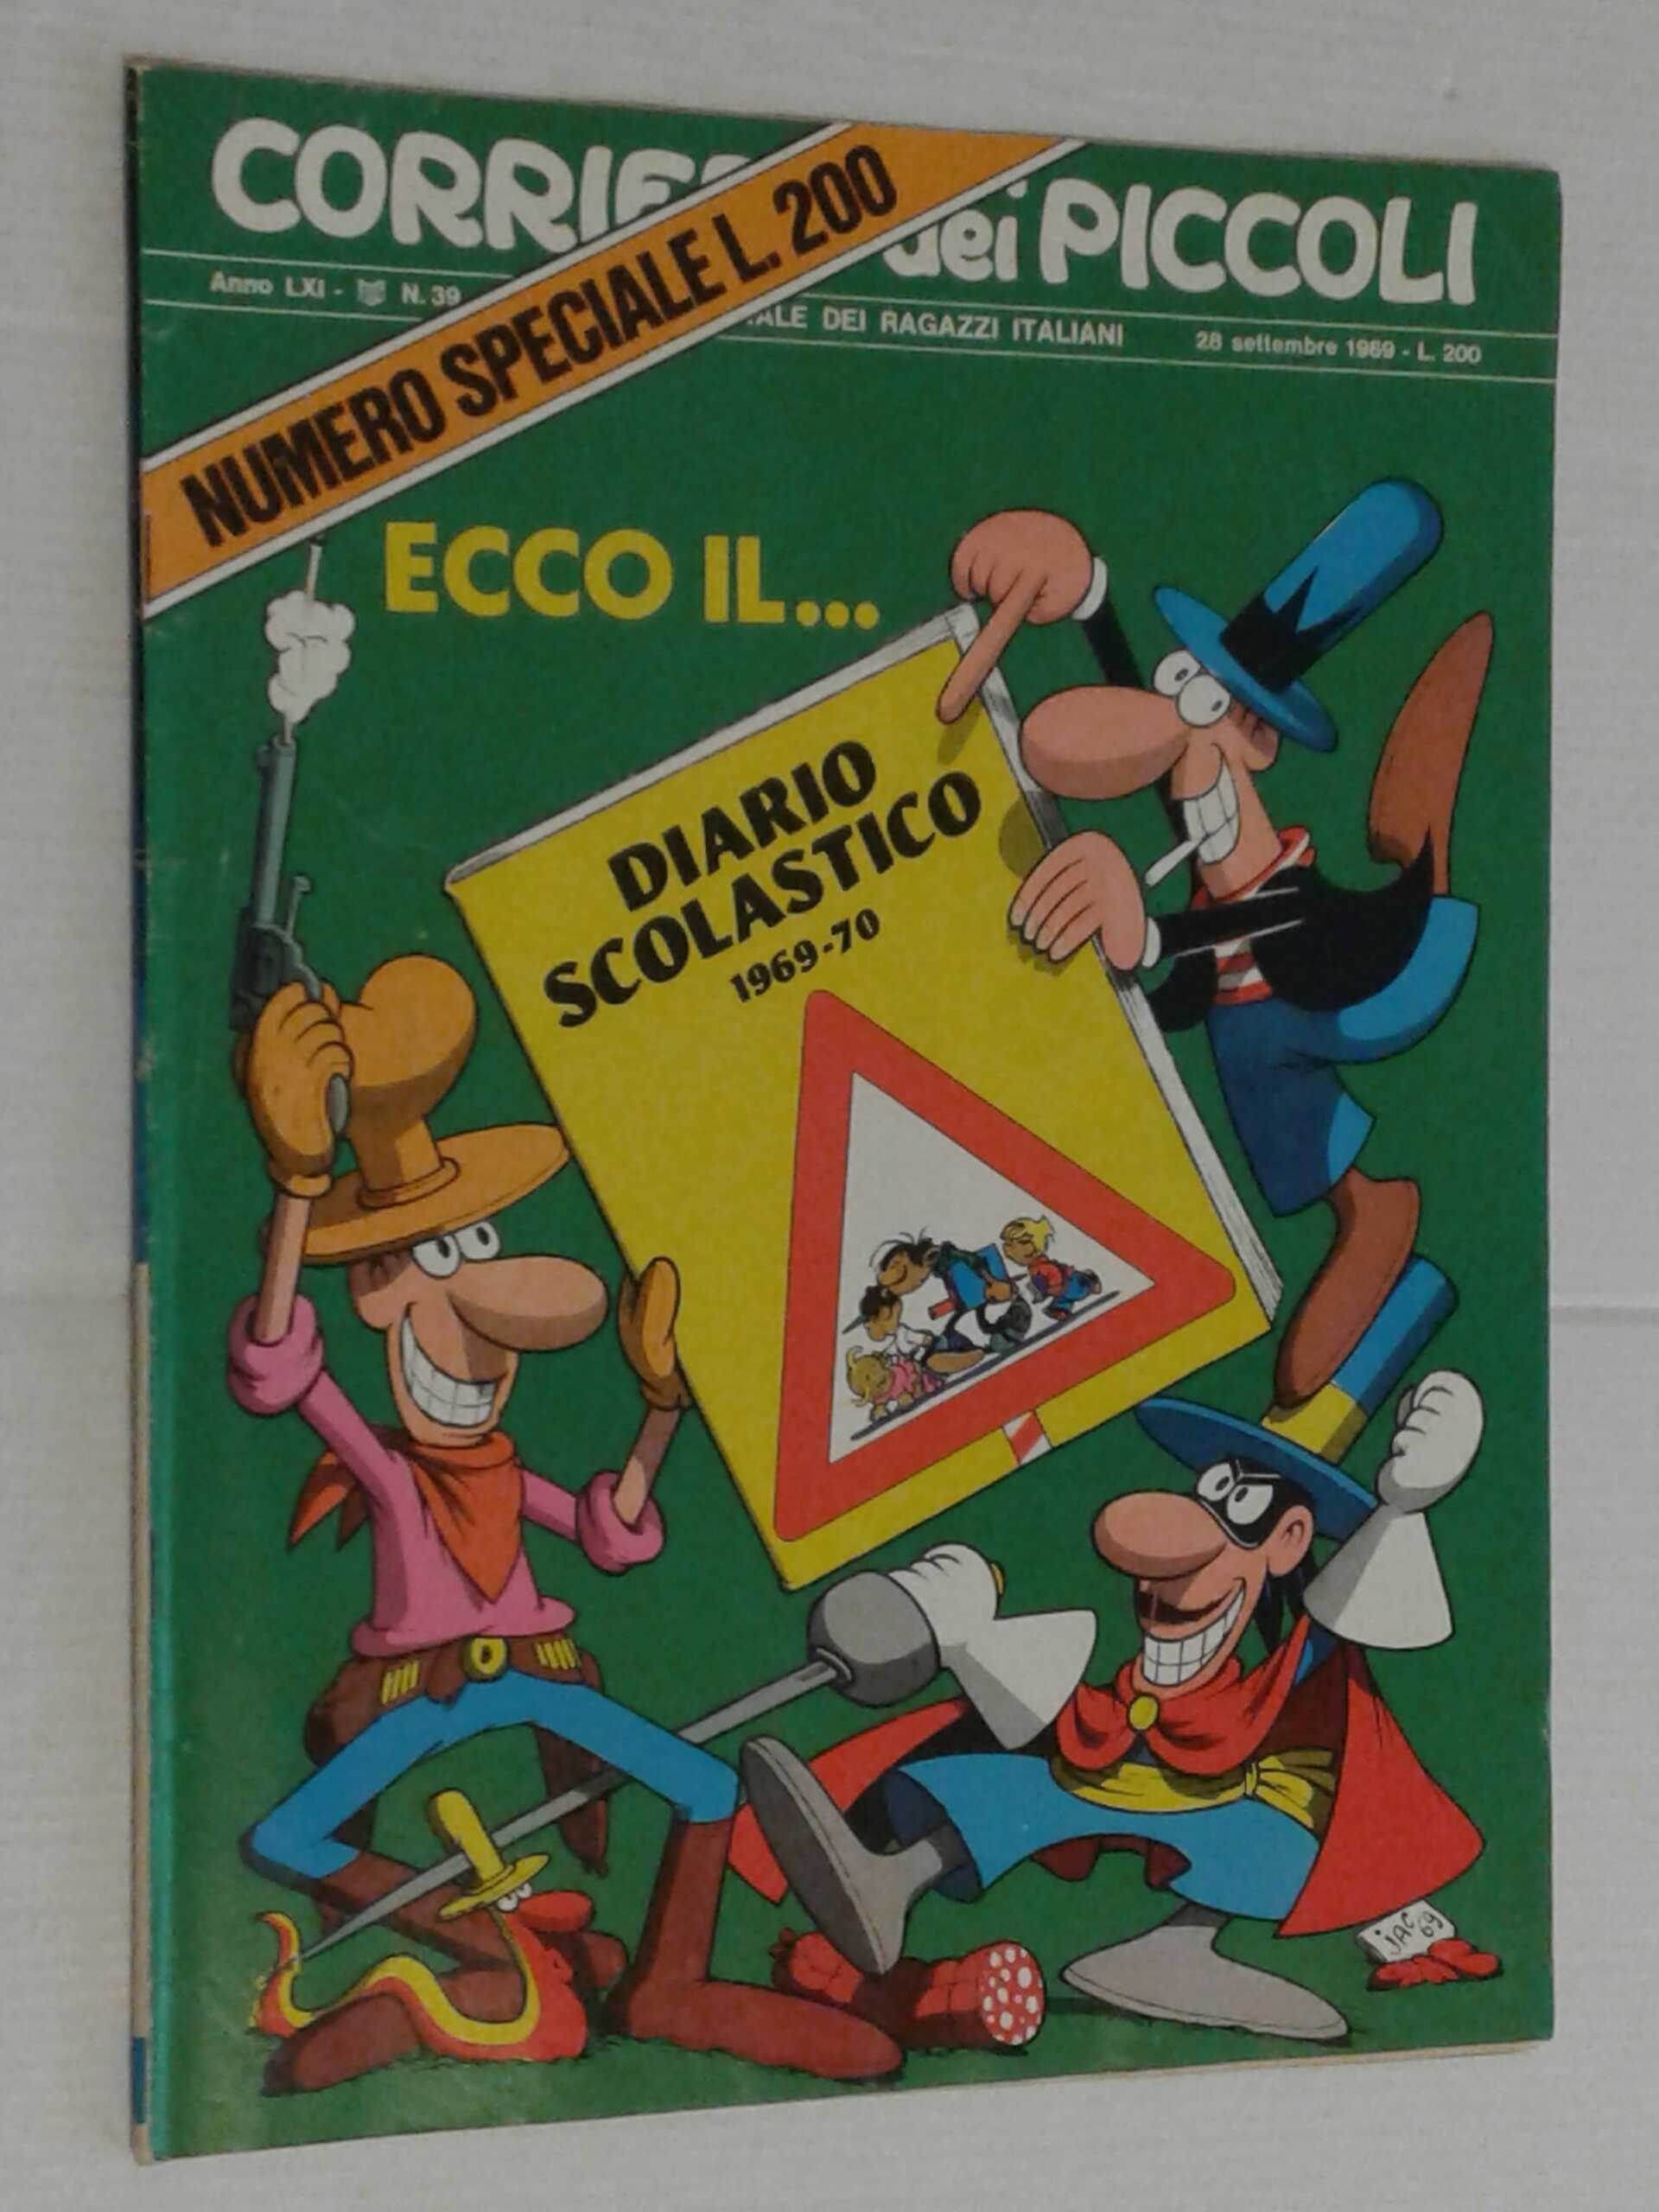 CORRIE dei PICCOLI
NUMERO SPECIALE L. 200
Anno LXI - N. 39
ALE DEI RAGAZZI ITALIANI
28 settembre 1969 - L. 200
ECCO IL...
DIARIO
SCOLASTICO
1969-70
JAC 69